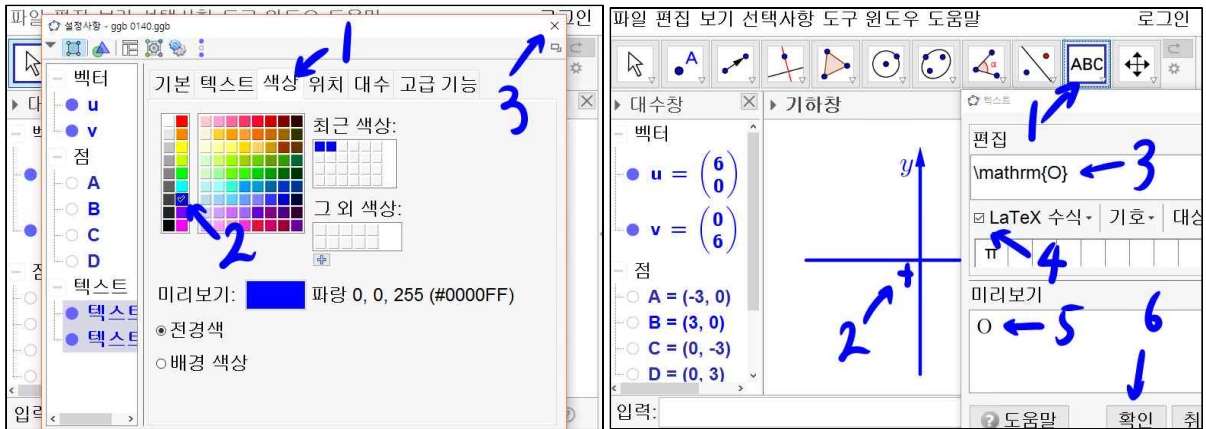 파일 편집 보기 선택사항 도구 윈도우 도움말
설정사항 - ggb 0140.ggb
벡터
u
v
점
A
B
C
D
텍스트
텍스트
텍스트
기본 텍스트 색상 위치 대수 고급 기능
1
2
3
최근 색상:
그 외 색상:
미리보기: 파랑 0, 0, 255 (#0000FF)
전경색
배경 색상
파일 편집 보기 선택사항 도구 윈도우 도움말 로그인
A
α
ABC
대수창
기하창
벡터
u = (6 0)
v = (0 6)
점
A = (-3, 0)
B = (3, 0)
C = (0, -3)
D = (0, 3)
입력:
y
1
2
텍스트
편집
\mathrm{O}
3
LaTeX 수식 기호 대상
4
π
미리보기
O
5
6
도움말 확인 취